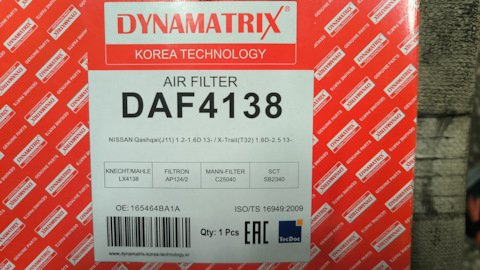 DYNAMATRIX®
KOREA TECHNOLOGY
AIR FILTER
DAF4138
NISSAN Qashqai(J11) 1.2-1.6D 13- / X-Trail(T32) 1.6D-2.5 13-
KNECHT/MAHLE
LX4138
FILTRON
AP124/2
MANN-FILTER
C25040
SCT
SB2340
OE: 165464BA1A
ISO/TS 16949:2009
Qty: 1 Pcs
EAC
TecDoc
www.dynamatrix-korea-technology.kr